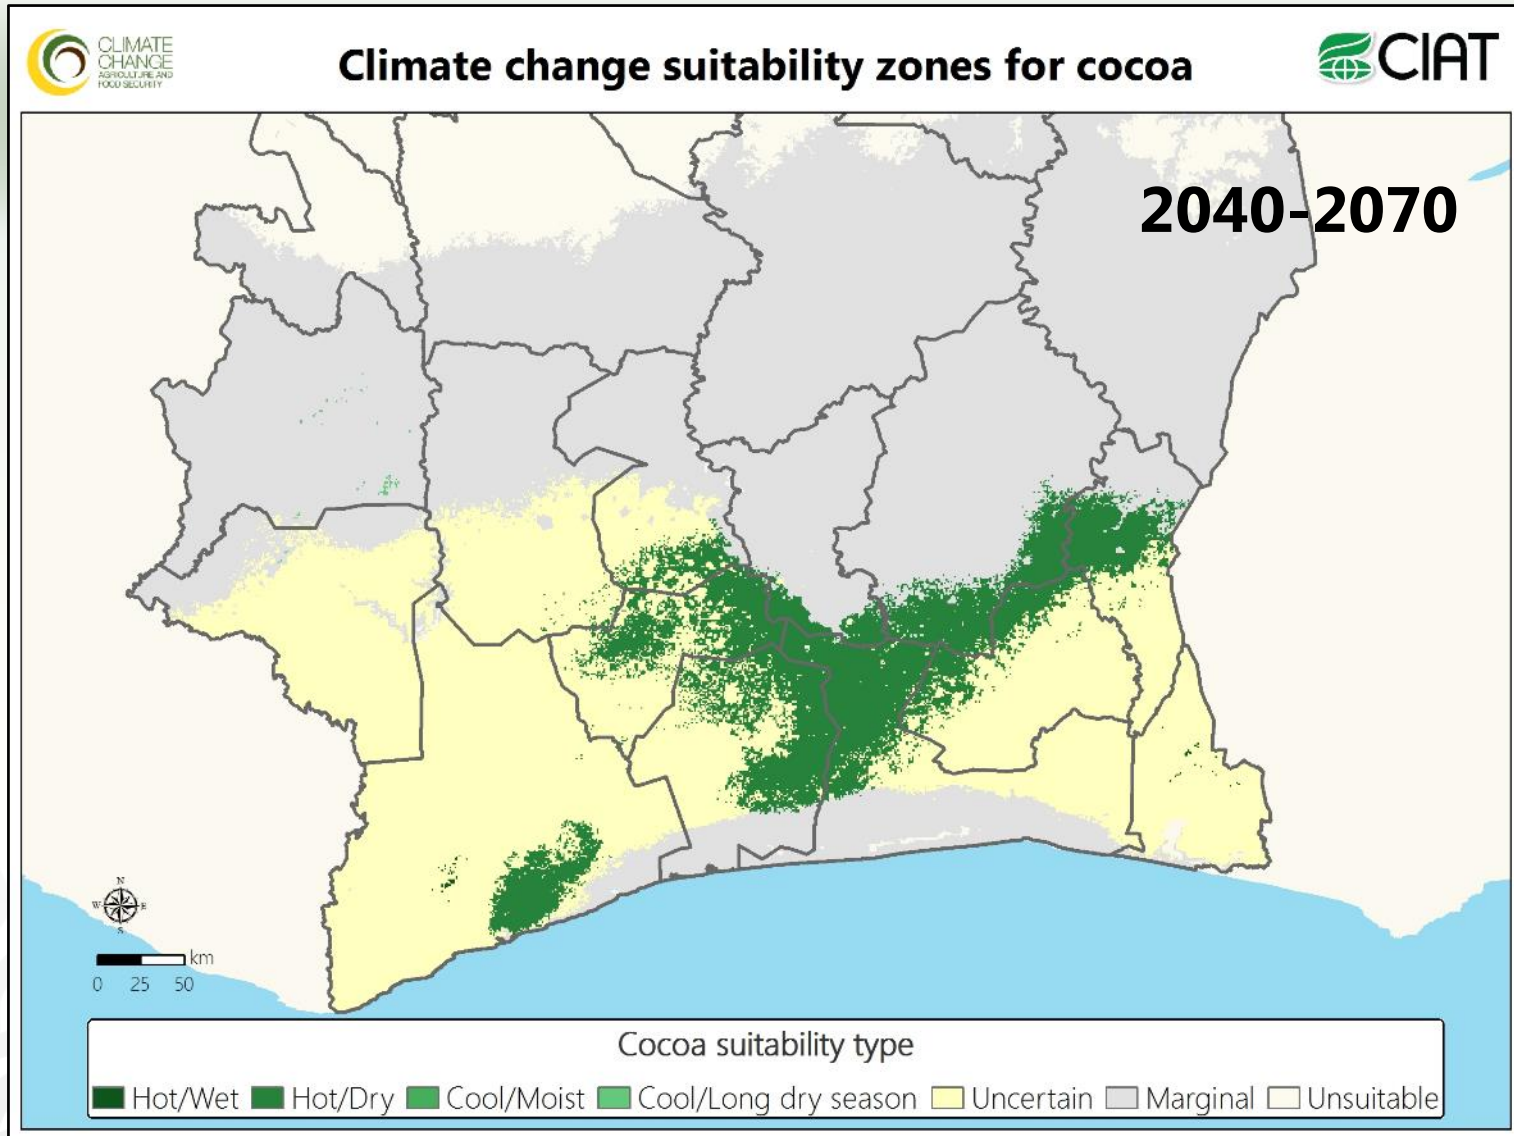 CLIMATE
CHANGE
AGRICULTURE AND
FOOD SECURITY
Climate change suitability zones for cocoa
CIAT
2040-2070
N
W E
S
km
0 25 50
Cocoa suitability type
Hot/Wet Hot/Dry Cool/Moist Cool/Long dry season Uncertain Marginal Unsuitable